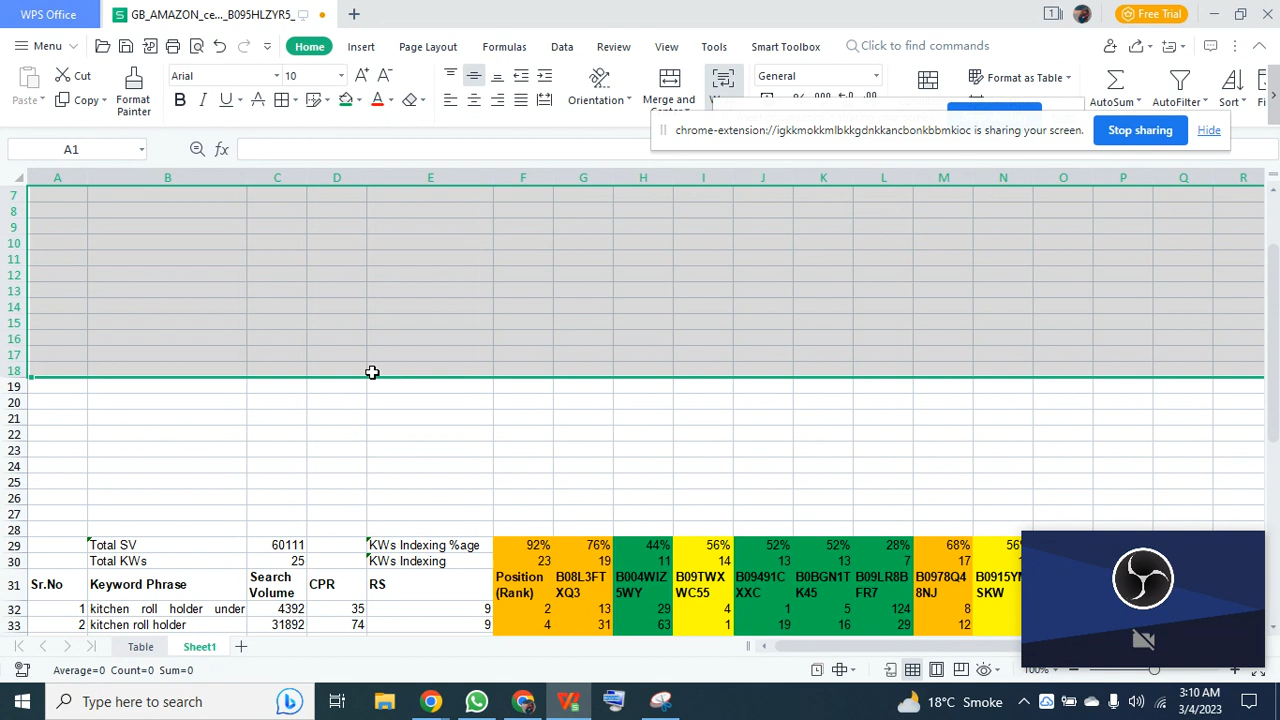 WPS Office
GB_AMAZON_ce..._B095HLZYR5_
Free Trial
Menu
Home
Insert
Page Layout
Formulas
Data
Review
View
Tools
Smart Toolbox
Click to find commands
Paste
Cut
Copy
Format
Painter
Arial
10
Orientation
Merge and
Center
General
Format as Table
AutoSum
AutoFilter
Sort
chrome-extension://igkkmokkmlbkkgdnkkancbonkbbmkioc is sharing your screen.
Stop sharing
Hide
A1
A B C D E F G H I J K L M N O P Q R
7
8
9
10
11
12
13
14
15
16
17
18
19
20
21
22
23
24
25
26
27
28
29 Total SV 60111 KWs Indexing %age 92% 76% 44% 56% 52% 52% 28% 68% 56%
30 Total KWs 25 KWs Indexing 23 19 11 14 13 13 7 17
31 Sr.No Keyword Phrase Search Volume CPR RS Position (Rank) B08L3FTXQ3 B004WIZ5WY B09TWXWC55 B09491CXXC B0BGN1TK45 B09LR8BFR7 B0978Q48NJ B0915YMSKW
32 1 kitchen roll holder under 4392 35 9 2 13 29 4 1 5 124 8
33 2 kitchen roll holder 31892 74 9 4 31 63 1 19 16 29 12
Table
Sheet1
Average=0 Count=0 Sum=0
100%
Type here to search
18°C Smoke
3:10 AM
3/4/2023